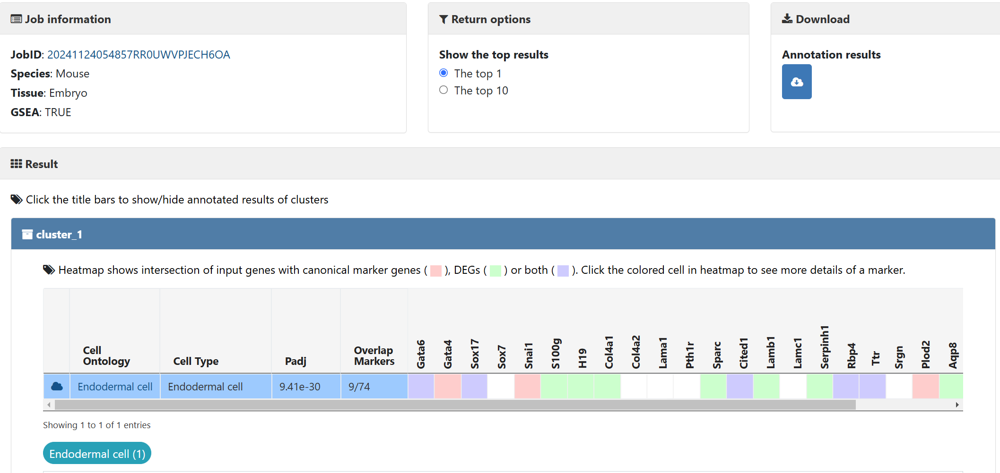 Job information
JobID: 20241124054857RR0UWVPJECH6OA
Species: Mouse
Tissue: Embryo
GSEA: TRUE
Return options
Show the top results
The top 1
The top 10
Download
Annotation results
Result
Click the title bars to show/hide annotated results of clusters
cluster_1
Heatmap shows intersection of input genes with canonical marker genes ( ), DEGs ( ) or both ( ). Click the colored cell in heatmap to see more details of a marker.
Cell
Ontology
Cell Type
Padj
Overlap
Markers
Gata6
Gata4
Sox17
Sox7
Snai1
S100g
H19
Col4a1
Col4a2
Lama1
Pth1r
Sparc
Cited1
Lamb1
Lamc1
Serpinh1
Rbp4
Ttr
Srgn
Plod2
Aqp8
Endodermal cell
Endodermal cell
9.41e-30
9/74
Showing 1 to 1 of 1 entries
Endodermal cell (1)